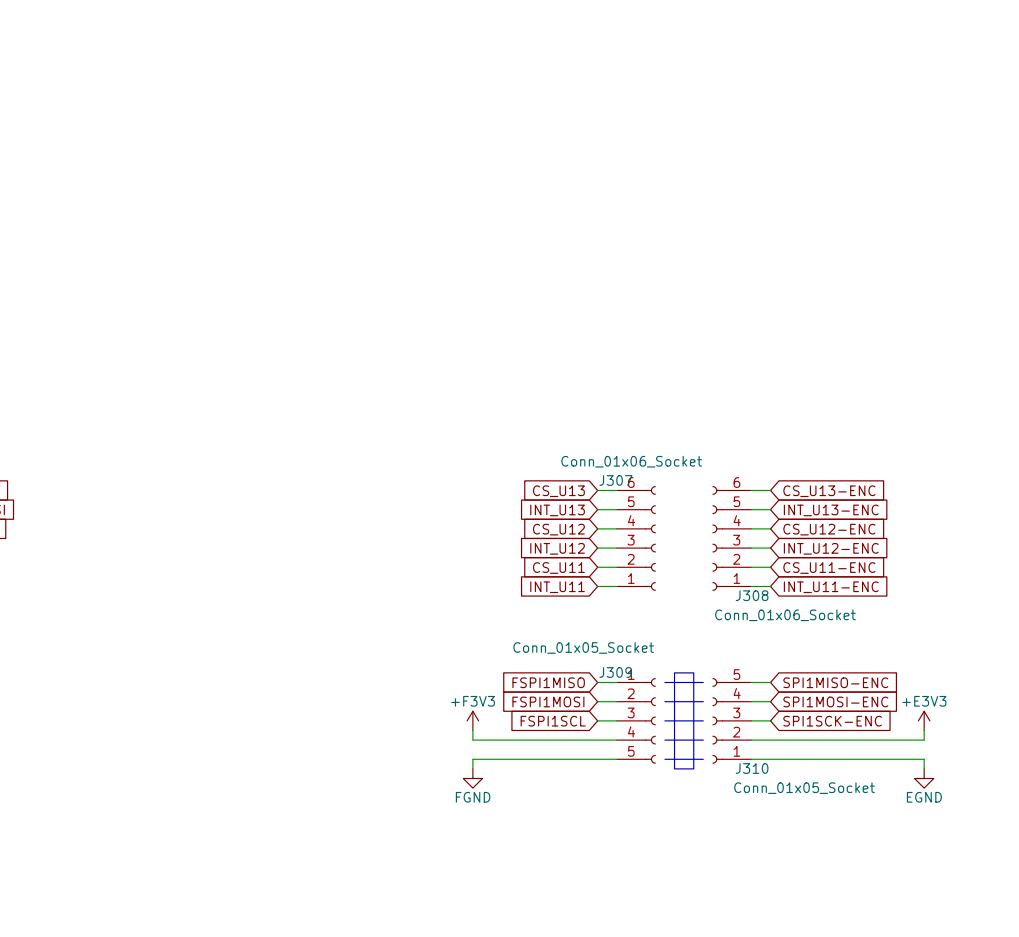 Conn_01x06_Socket
J307
CS_U13 6 6 CS_U13-ENC
SI INT_U13 5 5 INT_U13-ENC
CS_U12 4 4 CS_U12-ENC
INT_U12 3 3 INT_U12-ENC
CS_U11 2 2 CS_U11-ENC
INT_U11 1 1 INT_U11-ENC
J308
Conn_01x06_Socket
Conn_01x05_Socket
J309
FSPI1MISO 1 5 SPI1MISO-ENC
+F3V3 FSPI1MOSI 2 4 SPI1MOSI-ENC +E3V3
FSPI1SCL 3 3 SPI1SCK-ENC
4 2
5 1
J310
Conn_01x05_Socket
FGND EGND